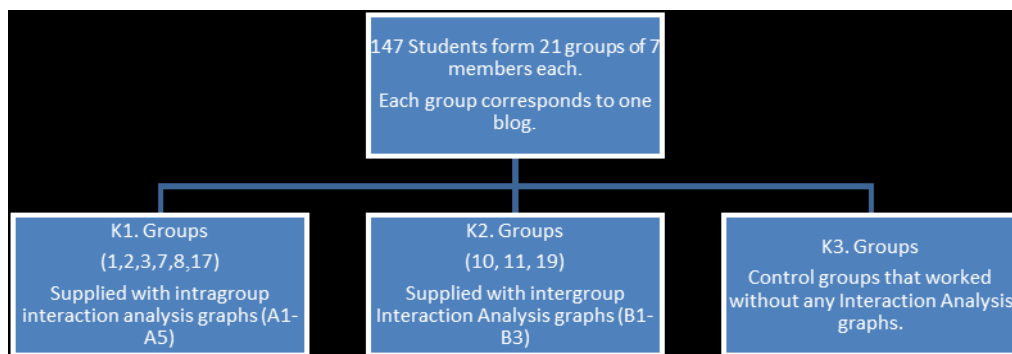 147 Students form 21 groups of 7
members each.
Each group corresponds to one
blog.
K1. Groups
(1,2,3,7,8,17)
Supplied with intragroup
interaction analysis graphs (A1-
A5)
K2. Groups
(10, 11, 19)
Supplied with intergroup
Interaction Analysis graphs (B1-
B3)
K3. Groups
Control groups that worked
without any Interaction Analysis
graphs.